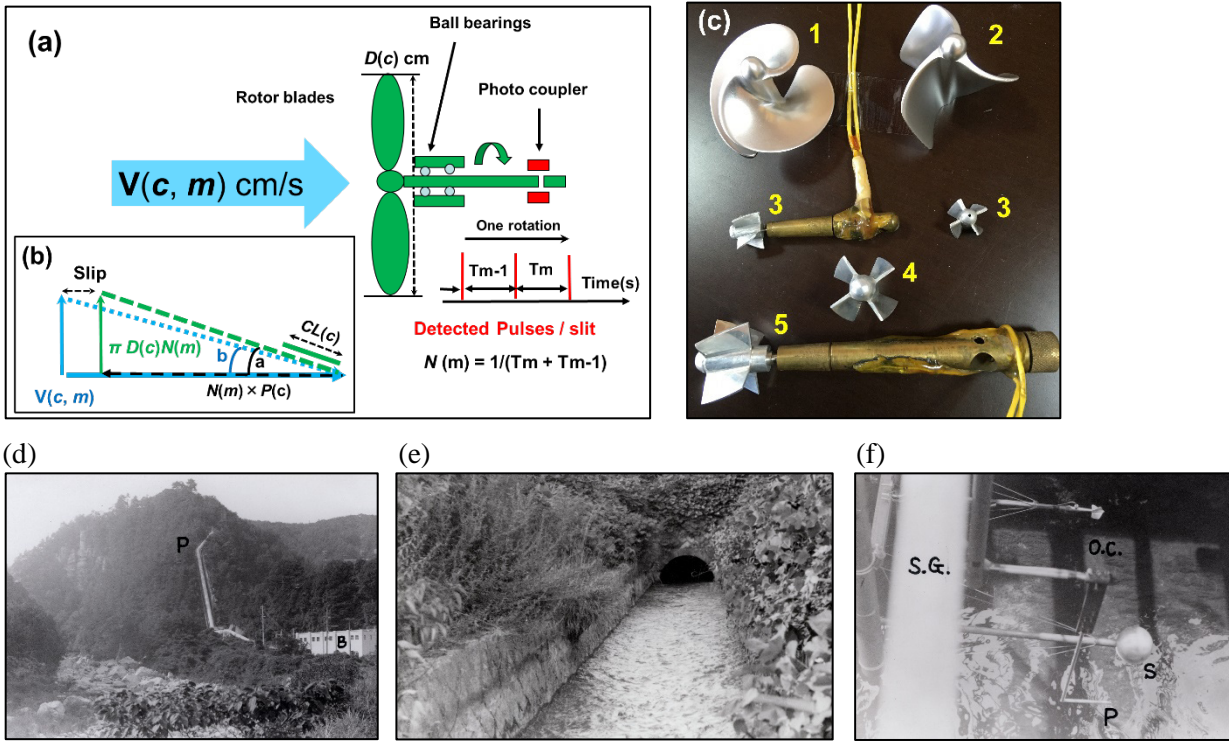 (a)
Ball bearings
D(c) cm
Rotor blades
Photo coupler
V(c, m) cm/s
One rotation
Tm-1
Tm
Time(s)
Detected Pulses / slit
N (m) = 1/(Tm + Tm-1)
(b)
Slip
CL(c)
π D(c)N(m)
b
a
V(c, m)
N(m) × P(c)
(c)
1
2
3
3
4
5
(d)
P
B
(e)
(f)
S.G.
O.C.
S
P